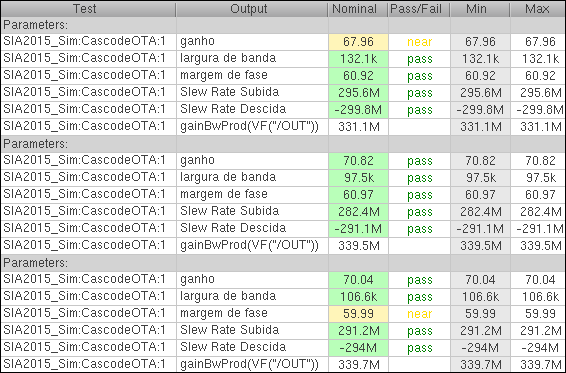 Test Output Nominal Pass/Fail Min Max
Parameters:
SIA2015_Sim:CascodeOTA:1 ganho 67.96 near 67.96 67.96
SIA2015_Sim:CascodeOTA:1 largura de banda 132.1k pass 132.1k 132.1k
SIA2015_Sim:CascodeOTA:1 margem de fase 60.92 pass 60.92 60.92
SIA2015_Sim:CascodeOTA:1 Slew Rate Subida 295.6M pass 295.6M 295.6M
SIA2015_Sim:CascodeOTA:1 Slew Rate Descida -299.8M pass -299.8M -299.8M
SIA2015_Sim:CascodeOTA:1 gainBwProd(VF("/OUT")) 331.1M 331.1M 331.1M
Parameters:
SIA2015_Sim:CascodeOTA:1 ganho 70.82 pass 70.82 70.82
SIA2015_Sim:CascodeOTA:1 largura de banda 97.5k pass 97.5k 97.5k
SIA2015_Sim:CascodeOTA:1 margem de fase 60.97 pass 60.97 60.97
SIA2015_Sim:CascodeOTA:1 Slew Rate Subida 282.4M pass 282.4M 282.4M
SIA2015_Sim:CascodeOTA:1 Slew Rate Descida -291.1M pass -291.1M -291.1M
SIA2015_Sim:CascodeOTA:1 gainBwProd(VF("/OUT")) 339.5M 339.5M 339.5M
Parameters:
SIA2015_Sim:CascodeOTA:1 ganho 70.04 pass 70.04 70.04
SIA2015_Sim:CascodeOTA:1 largura de banda 106.6k pass 106.6k 106.6k
SIA2015_Sim:CascodeOTA:1 margem de fase 59.99 near 59.99 59.99
SIA2015_Sim:CascodeOTA:1 Slew Rate Subida 291.2M pass 291.2M 291.2M
SIA2015_Sim:CascodeOTA:1 Slew Rate Descida -294M pass -294M -294M
SIA2015_Sim:CascodeOTA:1 gainBwProd(VF("/OUT")) 339.7M 339.7M 339.7M